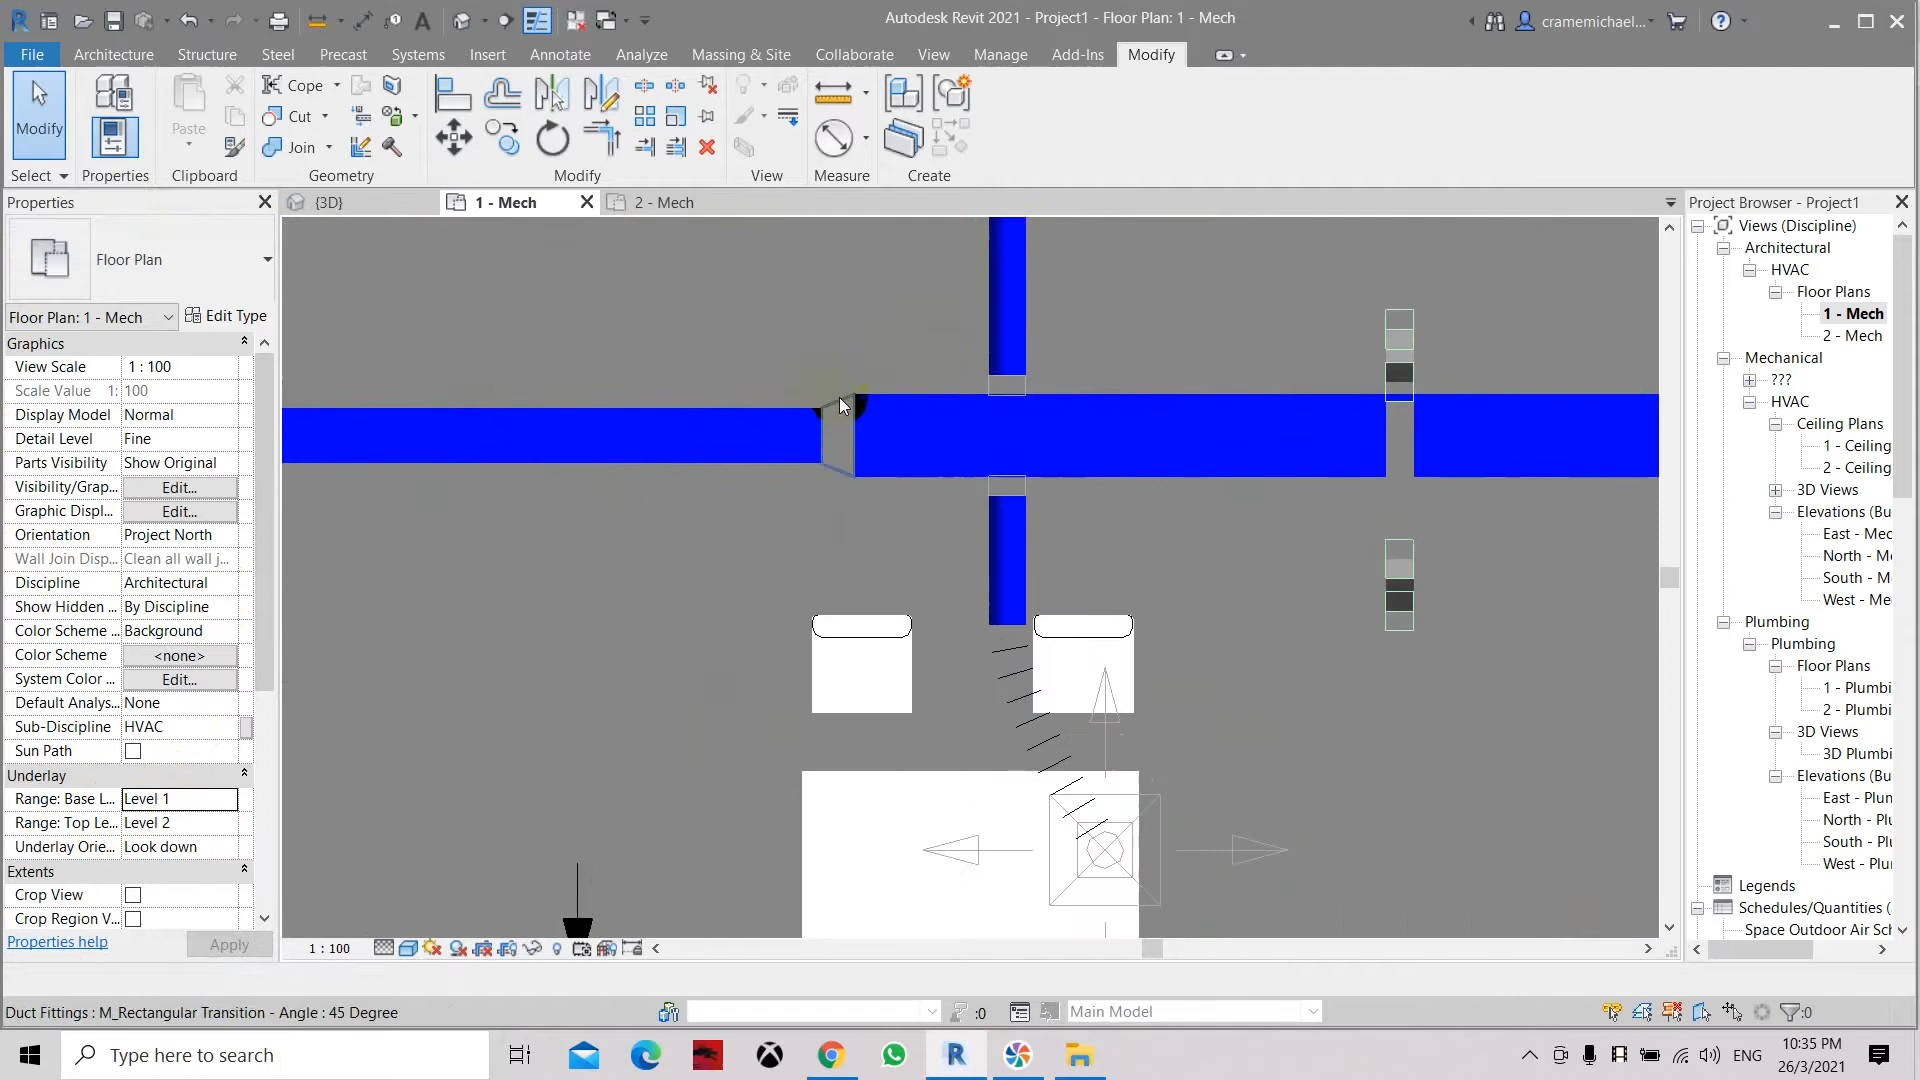 Autodesk Revit 2021 - Project1 - Floor Plan: 1 - Mech
cramemichael...
File Architecture Structure Steel Precast Systems Insert Annotate Analyze Massing & Site Collaborate View Manage Add-Ins Modify
Modify
Paste
Cope
Cut
Join
Select Properties Clipboard Geometry Modify View Measure Create
Properties
{3D}
1 - Mech
2 - Mech
Floor Plan
Floor Plan: 1 - Mech
Edit Type
Graphics
View Scale 1 : 100
Scale Value 1: 100
Display Model Normal
Detail Level Fine
Parts Visibility Show Original
Visibility/Grap... Edit...
Graphic Displ... Edit...
Orientation Project North
Wall Join Disp... Clean all wall j...
Discipline Architectural
Show Hidden ... By Discipline
Color Scheme ... Background
Color Scheme <none>
System Color ... Edit...
Default Analys... None
Sub-Discipline HVAC
Sun Path
Underlay
Range: Base L... Level 1
Range: Top Le... Level 2
Underlay Orie... Look down
Extents
Crop View
Crop Region V...
Properties help
Apply
Project Browser - Project1
Views (Discipline)
Architectural
HVAC
Floor Plans
1 - Mech
2 - Mech
Mechanical
???
HVAC
Ceiling Plans
1 - Ceiling
2 - Ceiling
3D Views
Elevations (Bu
East - Mec
North - Me
South - M
West - Me
Plumbing
Plumbing
Floor Plans
1 - Plumbi
2 - Plumbi
3D Views
3D Plumbi
Elevations (Bu
East - Plun
North - Plu
South - Plu
West - Plun
Legends
Schedules/Quantities (
Space Outdoor Air Sch
1 : 100
Duct Fittings : M_Rectangular Transition - Angle : 45 Degree
:0
Main Model
:0
Type here to search
ENG
10:35 PM
26/3/2021